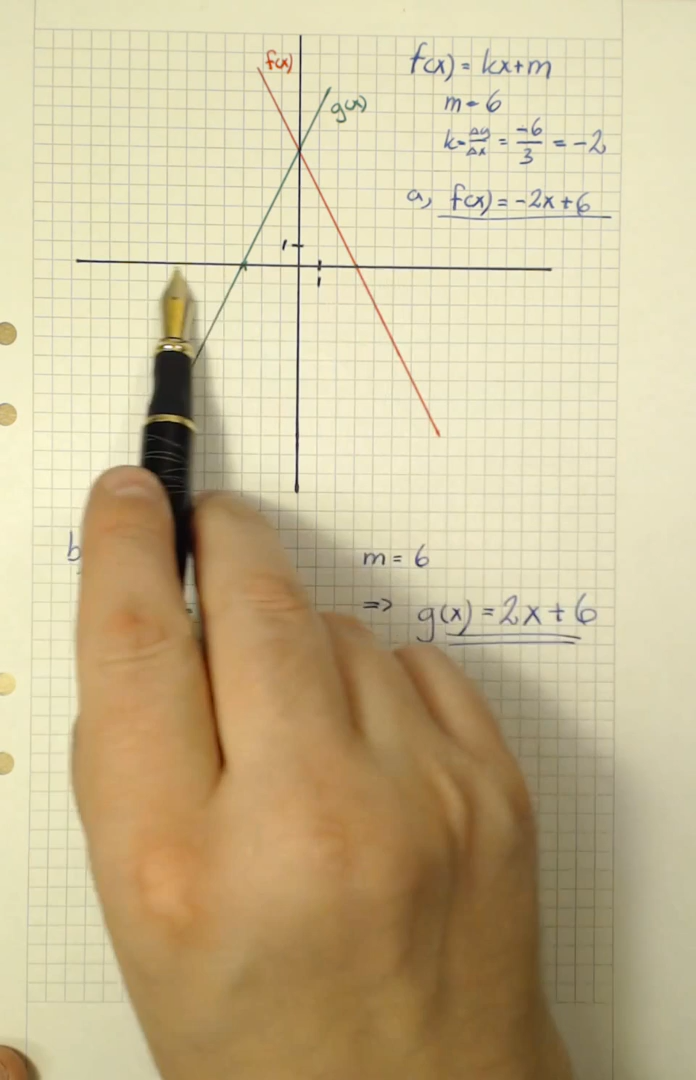 f(x)
g(x)
1
1
f(x) = kx+m
m = 6
k = Δy/Δx = -6/3 = -2
a, f(x) = -2x+6
b
m = 6
=> g(x) = 2x+6